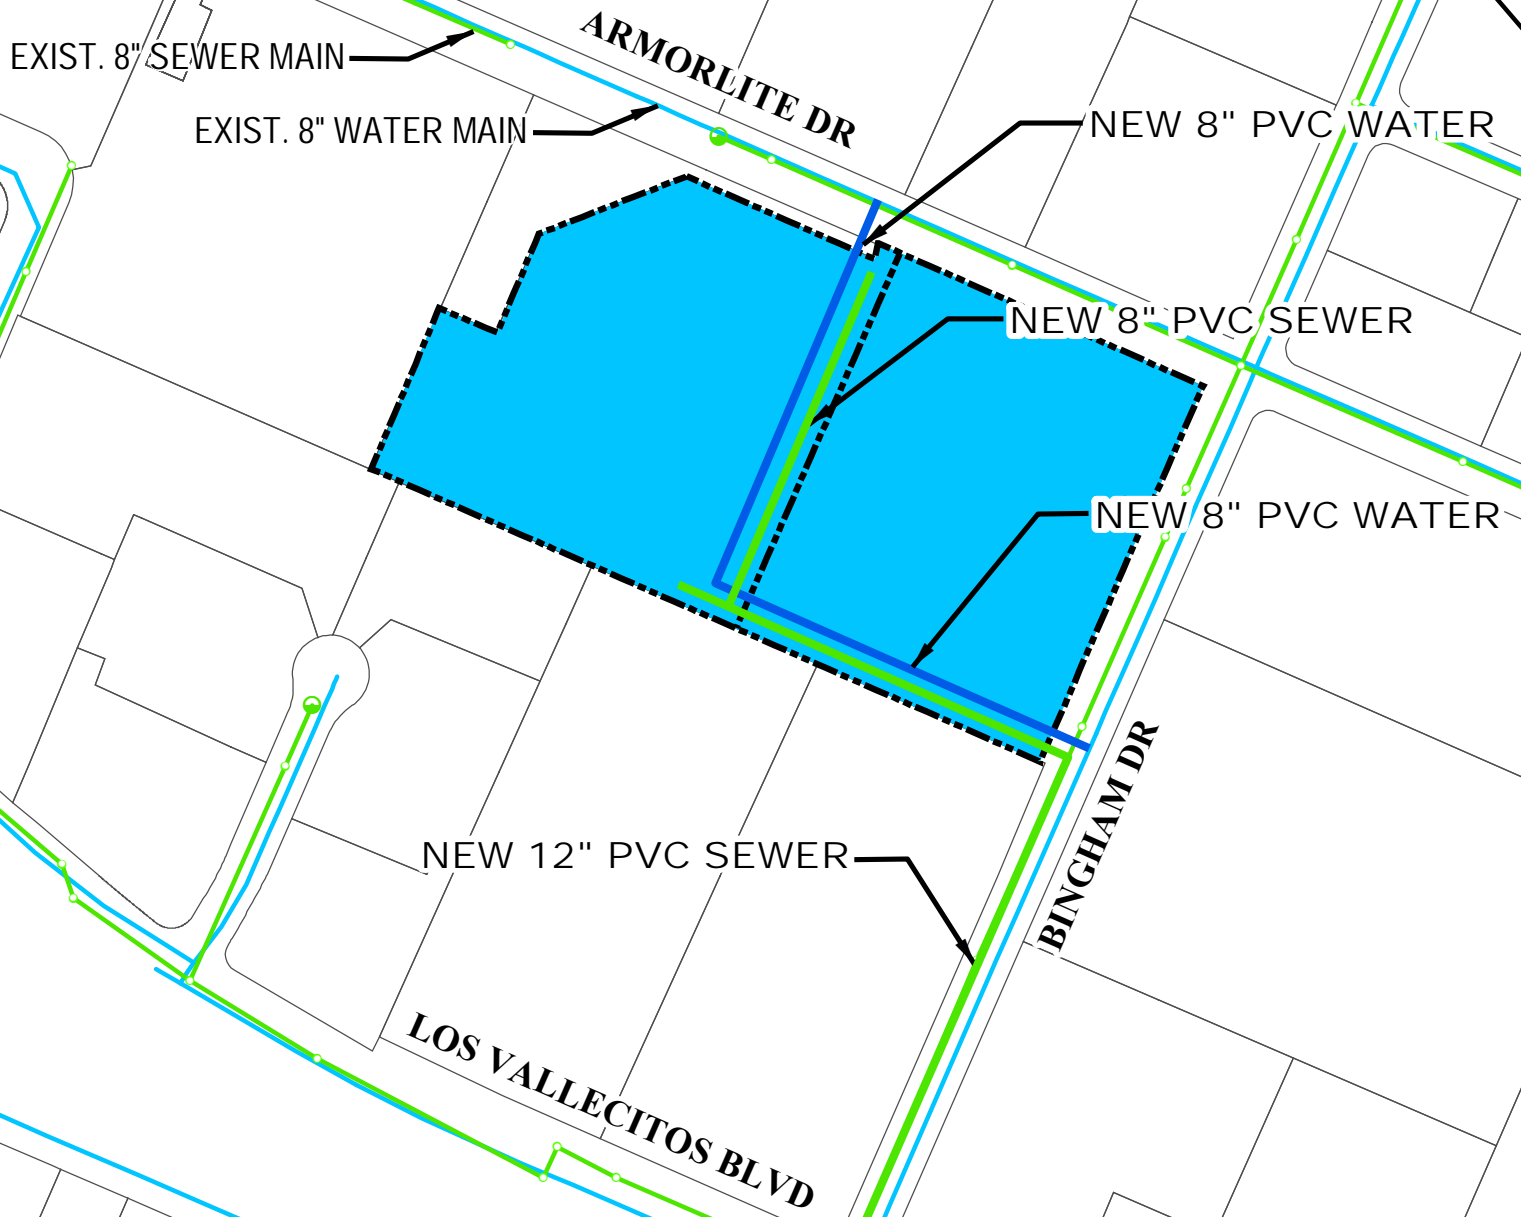 ARMORLITE DR
EXIST. 8" SEWER MAIN
EXIST. 8" WATER MAIN
NEW 8" PVC WATER
NEW 8" PVC SEWER
NEW 8" PVC WATER
BINGHAM DR
NEW 12" PVC SEWER
LOS VALLECITOS BLVD